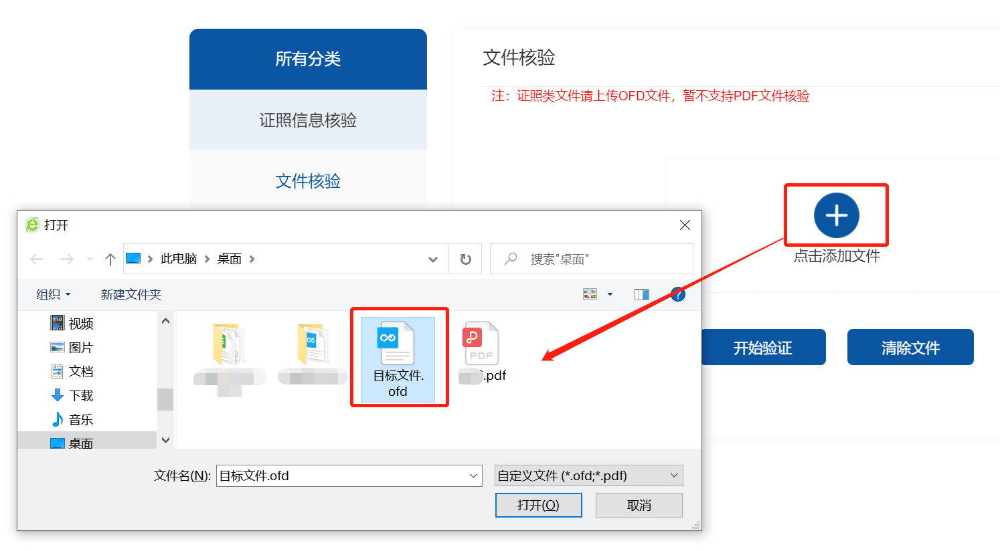 所有分类
证照信息核验
文件核验
文件核验
注：证照类文件请上传OFD文件，暂不支持PDF文件核验
点击添加文件
开始验证
清除文件
打开
此电脑
桌面
搜索"桌面"
组织
新建文件夹
?
视频
图片
文档
下载
音乐
桌面
目标文件.
ofd
PDF
.pdf
文件名(N):
目标文件.ofd
自定义文件 (*.ofd;*.pdf)
打开(O)
取消